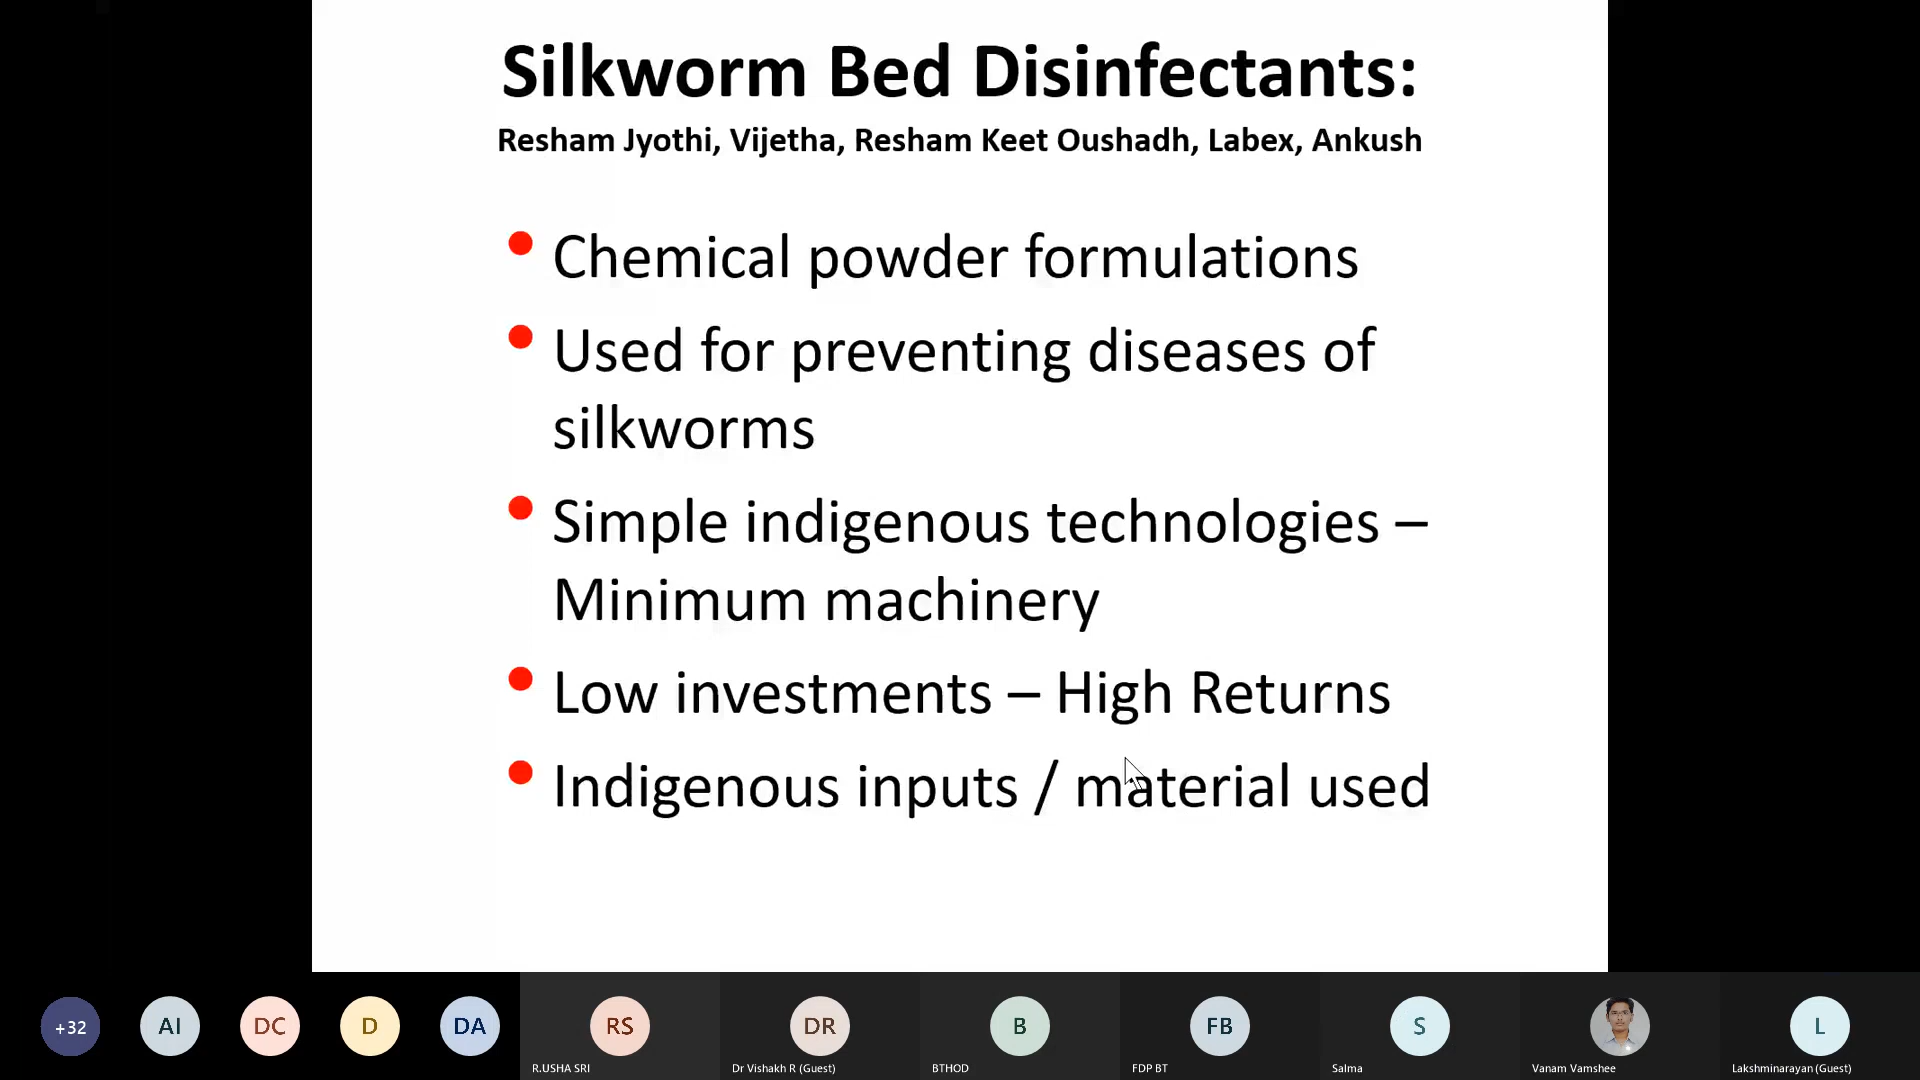 Silkworm Bed Disinfectants:
Resham Jyothi, Vijetha, Resham Keet Oushadh, Labex, Ankush
• Chemical powder formulations
• Used for preventing diseases of
silkworms
• Simple indigenous technologies –
Minimum machinery
• Low investments – High Returns
• Indigenous inputs / material used
+32
AI
DC
D
DA
RS
DR
B
FB
S
L
R.USHA SRI
Dr Vishakh R (Guest)
BTHOD
FDP BT
Salma
Vanam Vamshee
Lakshminarayan (Guest)